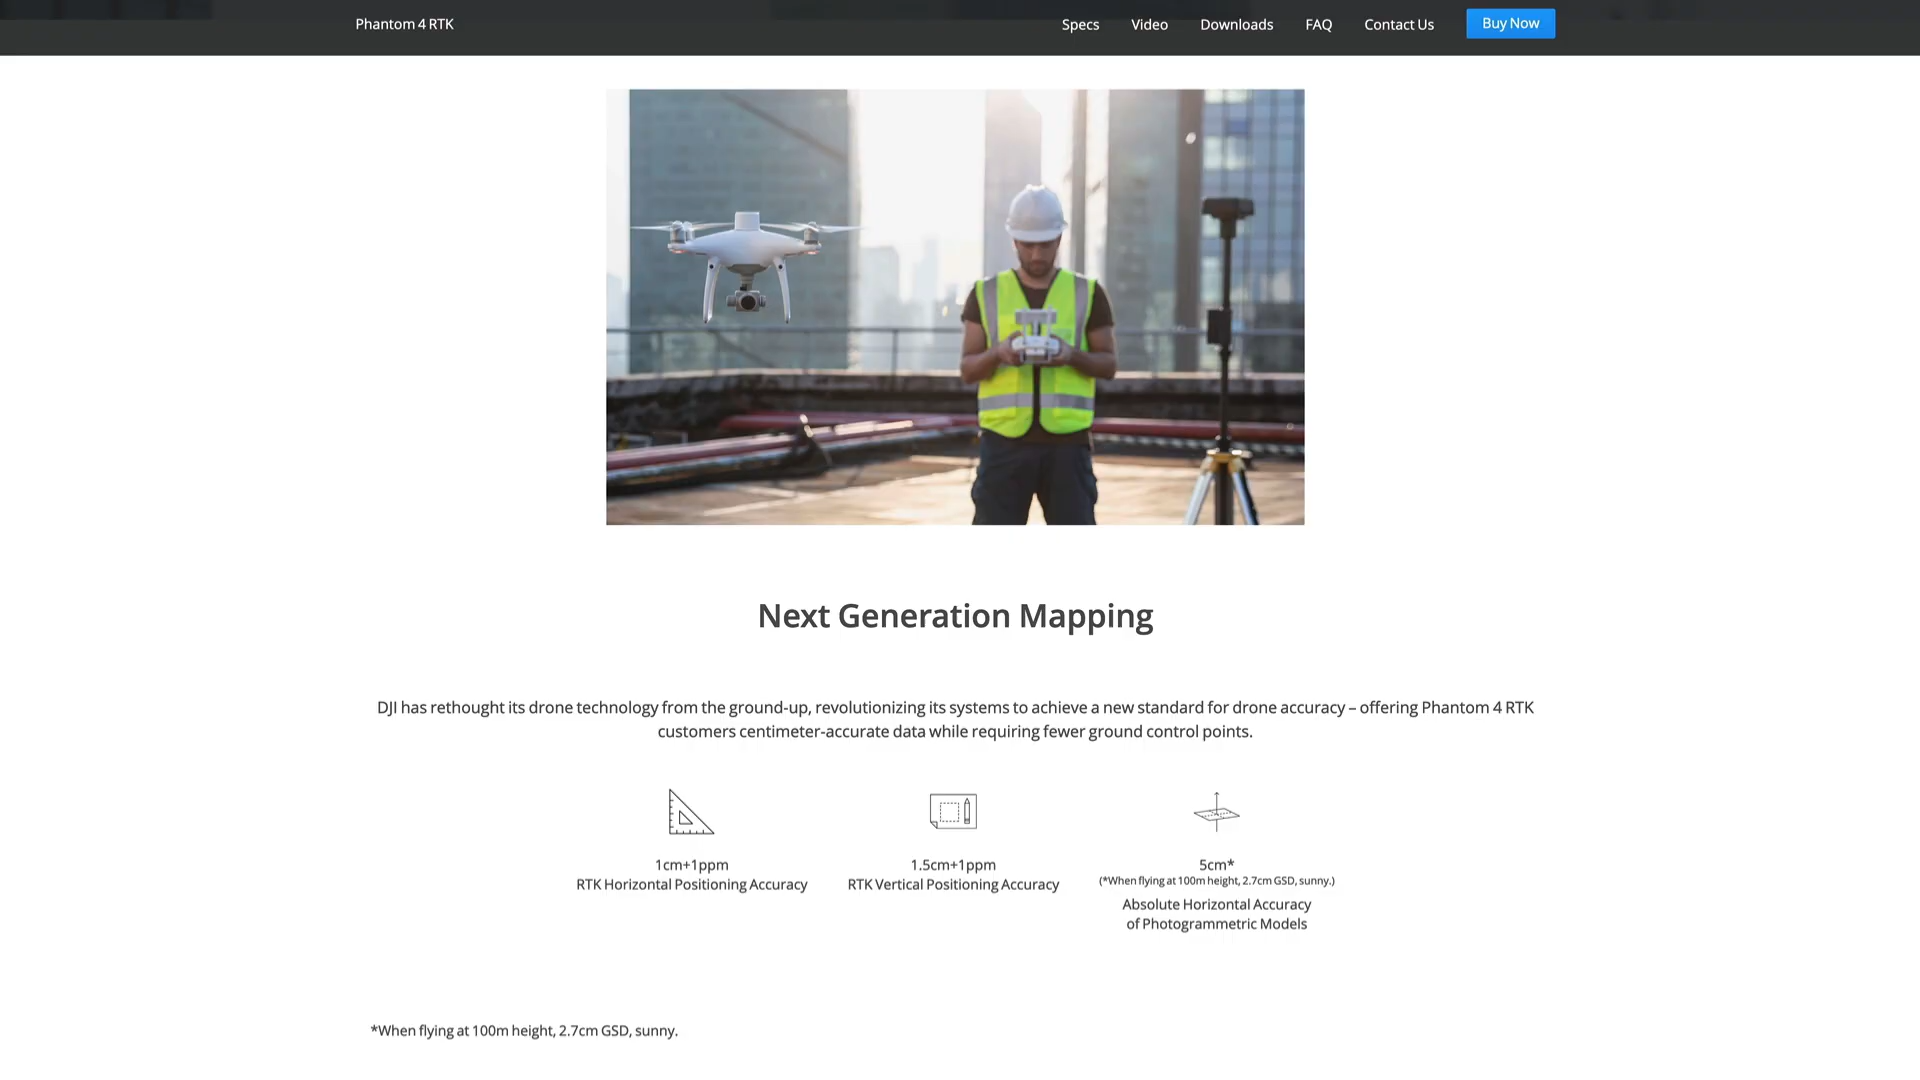 Phantom 4 RTK
Specs
Video
Downloads
FAQ
Contact Us
Buy Now
Next Generation Mapping
DJI has rethought its drone technology from the ground-up, revolutionizing its systems to achieve a new standard for drone accuracy – offering Phantom 4 RTK
customers centimeter-accurate data while requiring fewer ground control points.
1cm+1ppm
RTK Horizontal Positioning Accuracy
1.5cm+1ppm
RTK Vertical Positioning Accuracy
5cm*
(*When flying at 100m height, 2.7cm GSD, sunny.)
Absolute Horizontal Accuracy
of Photogrammetric Models
*When flying at 100m height, 2.7cm GSD, sunny.